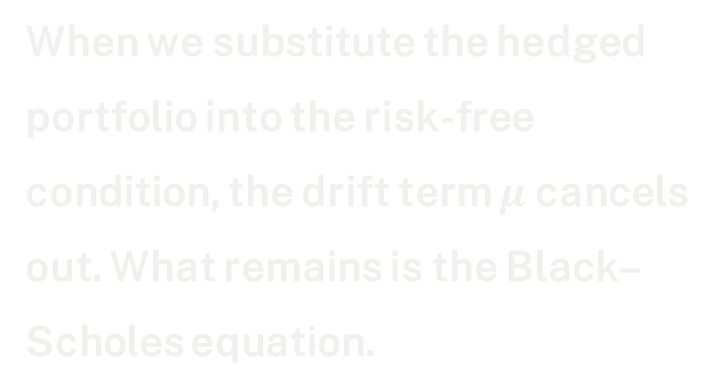 When we substitute the hedged
portfolio into the risk-free
condition, the drift term μ cancels
out. What remains is the Black–
Scholes equation.